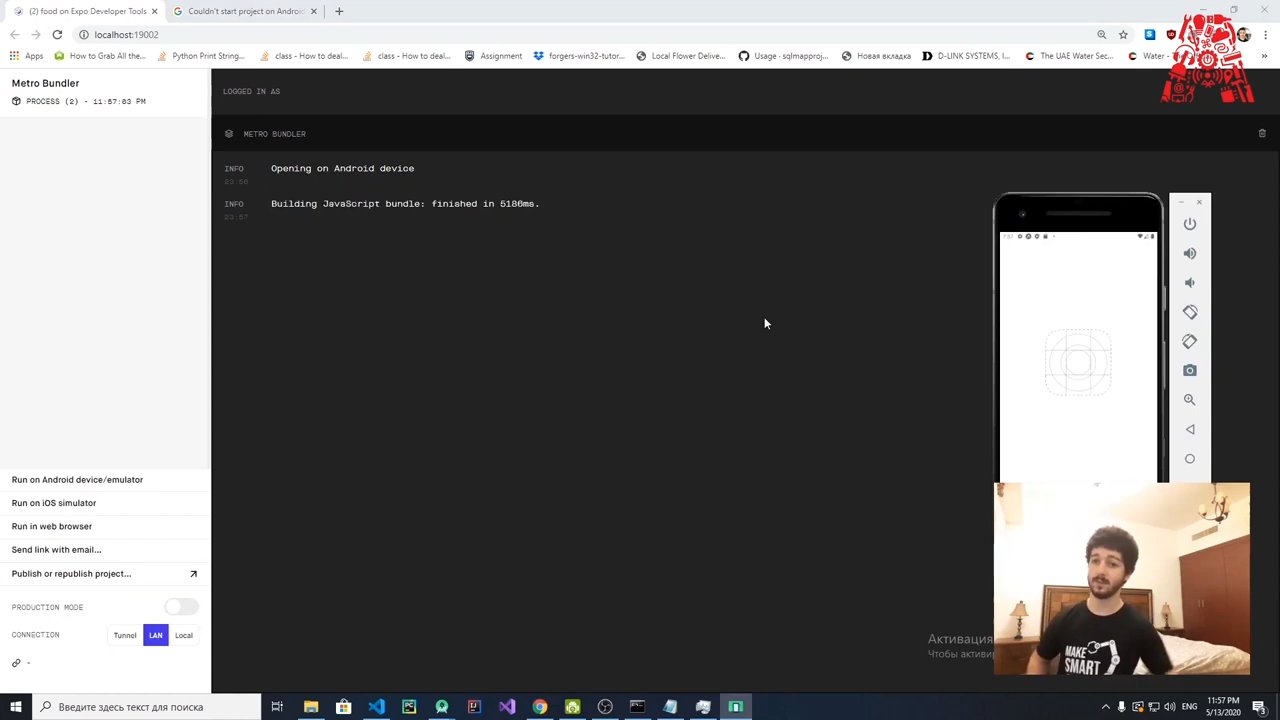 (2) food on Expo Developer Tools
Couldn't start project on Android
localhost:19002
Apps
How to Grab All the...
Python Print String...
class - How to deal...
class - How to deal...
Assignment
forgers-win32-tutor...
Local Flower Delive...
Usage · sqlmapproj...
Новая вкладка
D-LINK SYSTEMS, I...
The UAE Water Sec...
Water -
Metro Bundler
PROCESS (2) - 11:57:03 PM
LOGGED IN AS
METRO BUNDLER
INFO Opening on Android device
23:56
INFO Building JavaScript bundle: finished in 5186ms.
23:57
Run on Android device/emulator
Run on iOS simulator
Run in web browser
Send link with email...
Publish or republish project...
PRODUCTION MODE
CONNECTION Tunnel LAN Local
-
Активация
Чтобы активи
MAKE
SMART
Введите здесь текст для поиска
ENG
11:57 PM
5/13/2020